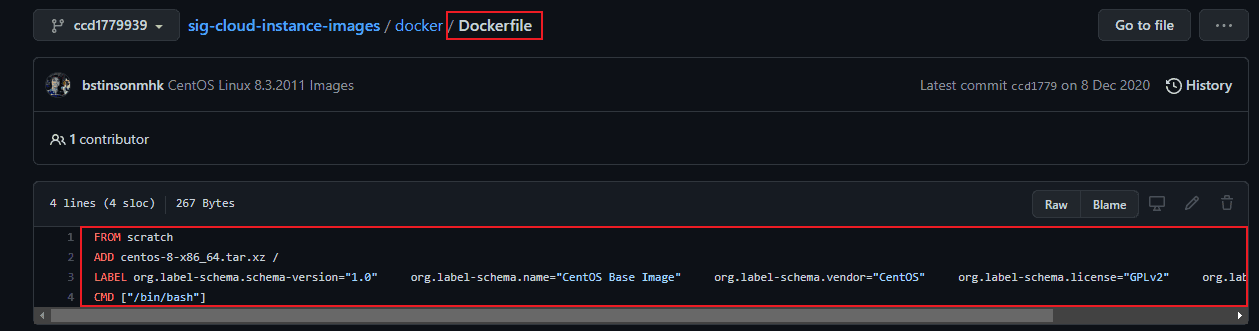 ccd1779939 sig-cloud-instance-images / docker / Dockerfile Go to file ...
bstinsonmhk CentOS Linux 8.3.2011 Images Latest commit ccd1779 on 8 Dec 2020 History
1 contributor
4 lines (4 sloc) 267 Bytes Raw Blame
1 FROM scratch
2 ADD centos-8-x86_64.tar.xz /
3 LABEL org.label-schema.schema-version="1.0" org.label-schema.name="CentOS Base Image" org.label-schema.vendor="CentOS" org.label-schema.license="GPLv2"
4 CMD ["/bin/bash"]